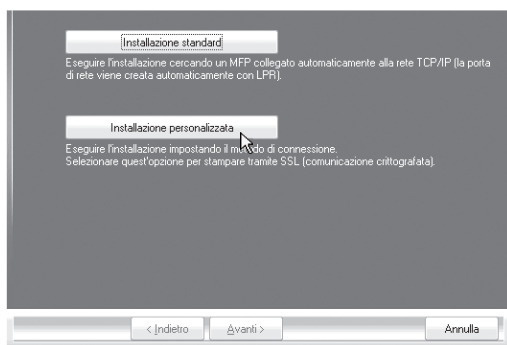 Installazione standard
Eseguire l'installazione cercando un MFP collegato automaticamente alla rete TCP/IP (la porta
di rete viene creata automaticamente con LPR).
Installazione personalizzata
Eseguire l'installazione impostando il metodo di connessione.
Selezionare quest'opzione per stampare tramite SSL (comunicazione crittografata).
< Indietro
Avanti >
Annulla